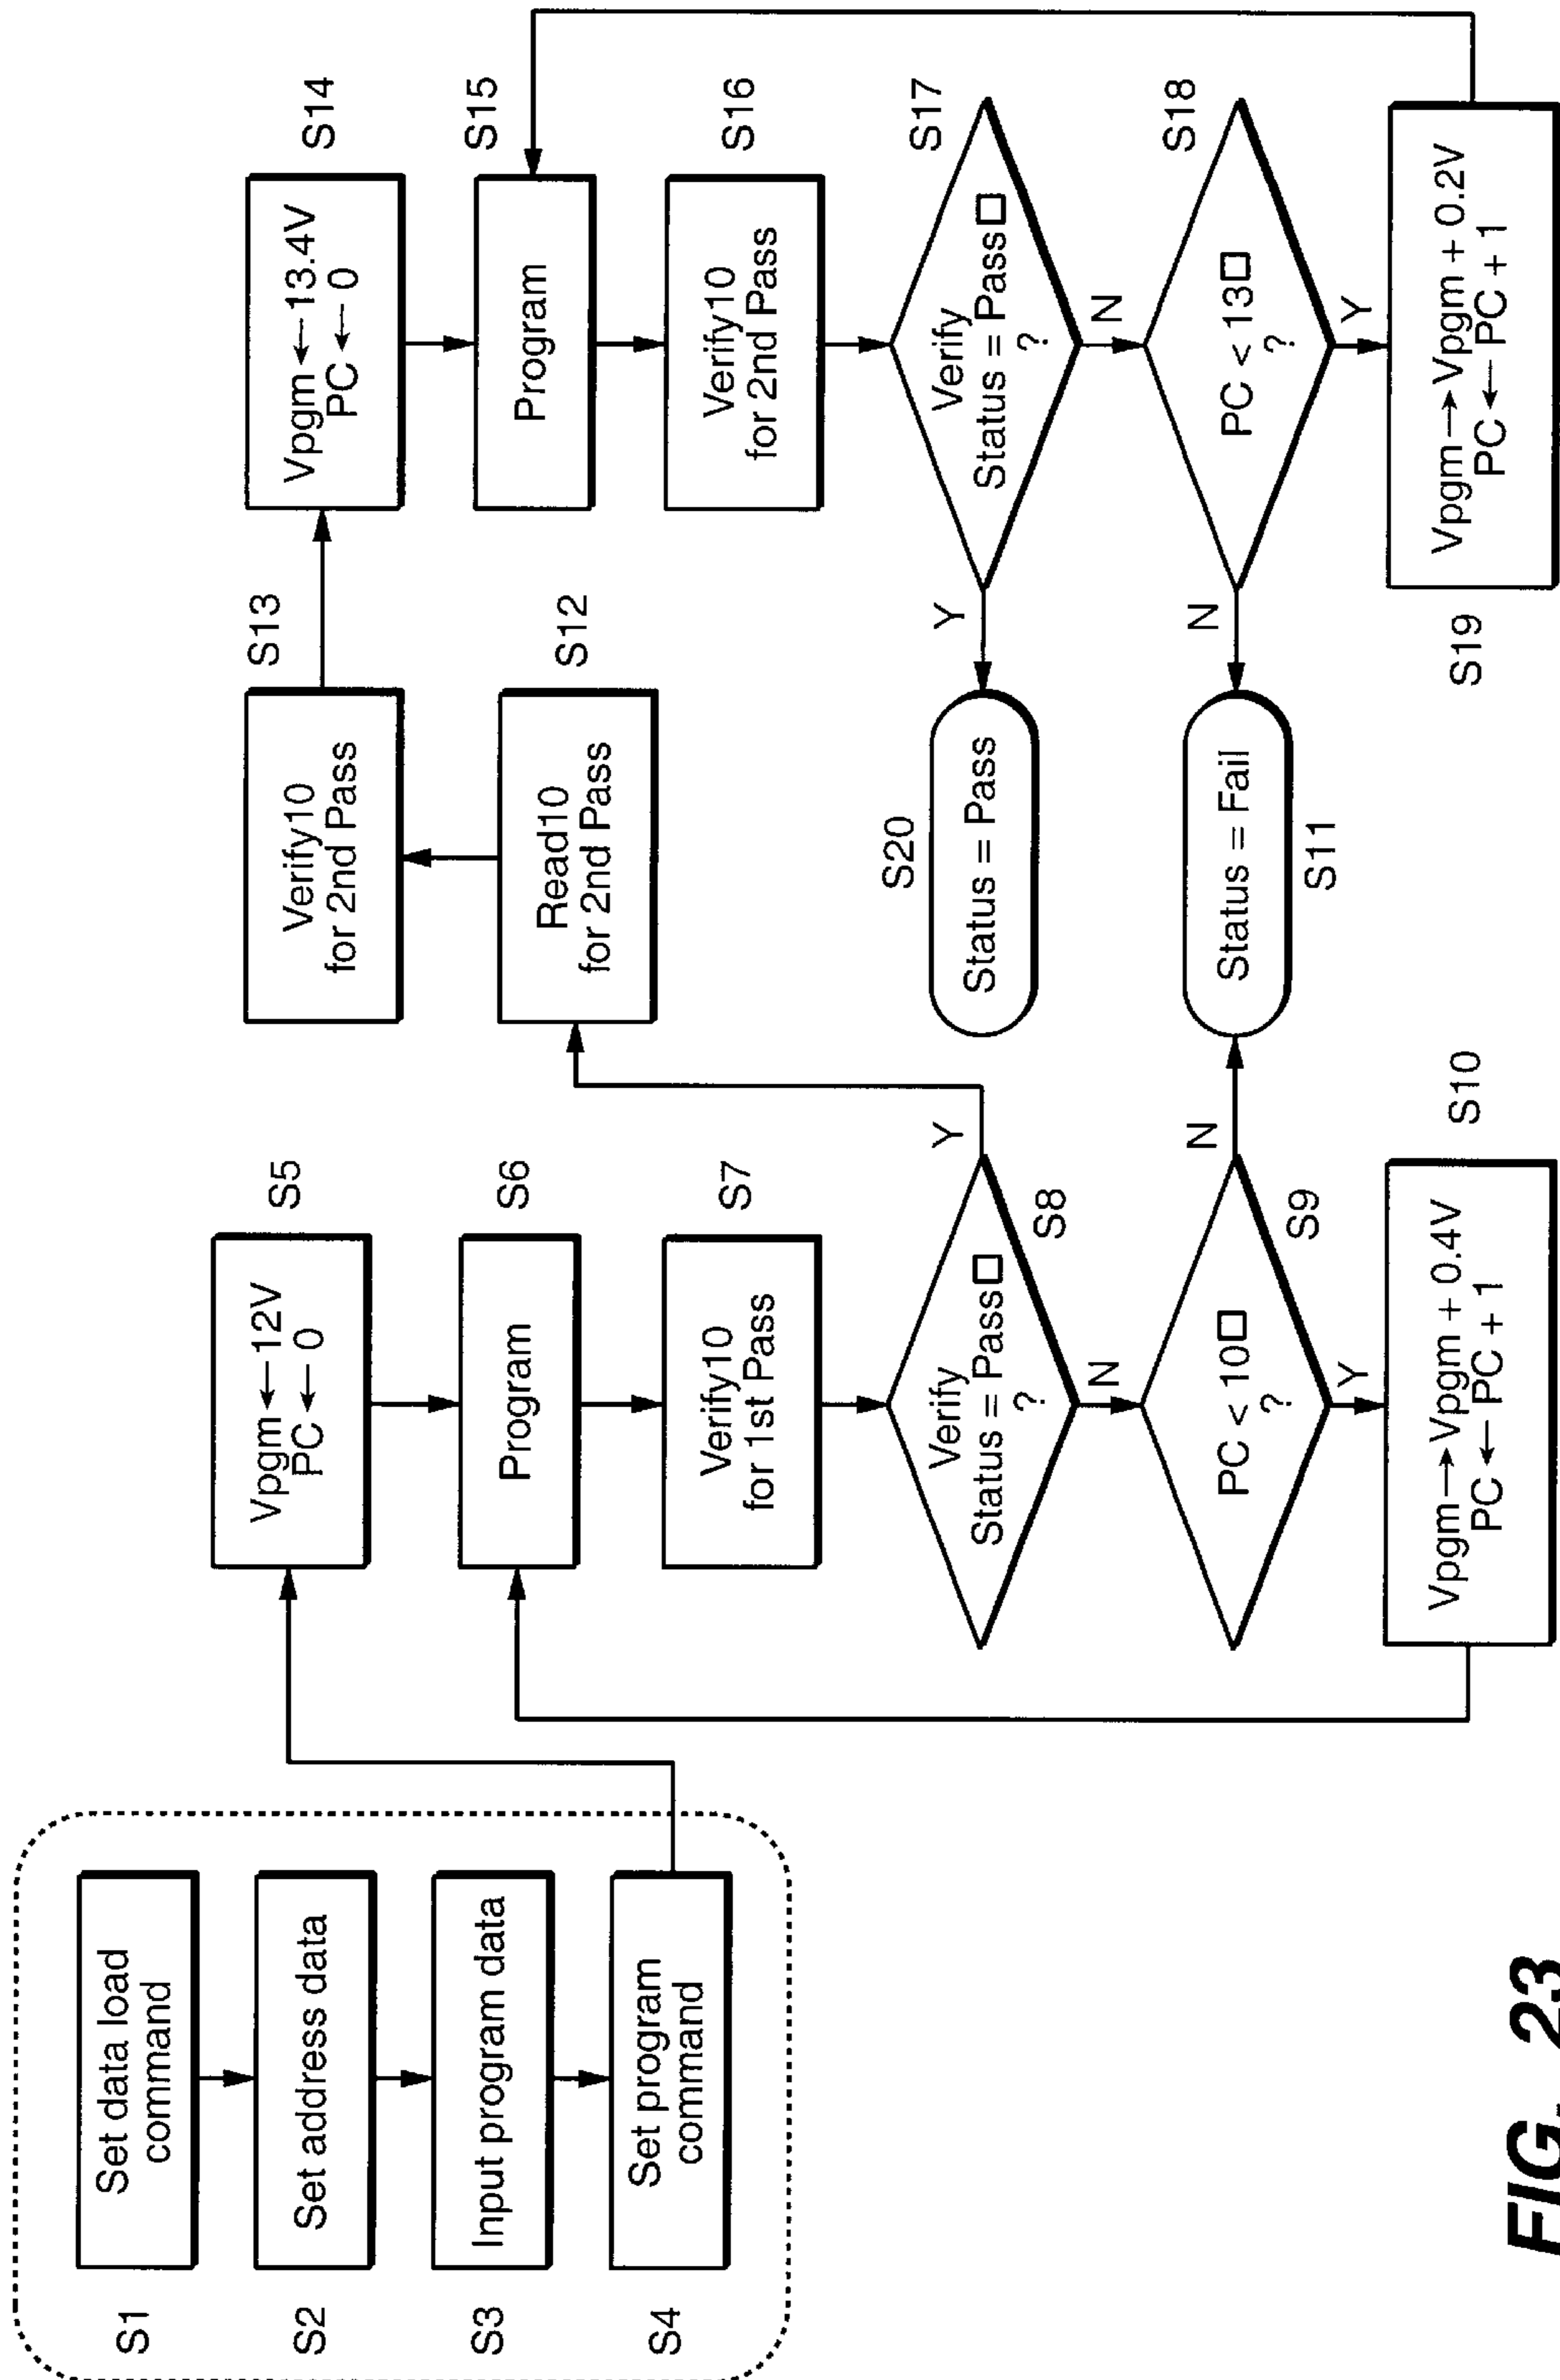 S1
Set data load
command
S2
Set address data
S3
Input program data
S4
Set program
command
Vpgm ← 12V
PC ← 0
S5
Program
S6
Verify10
for 1st Pass
S7
Verify
Status = Pass□
?
S8
Y
N
PC < 10□
?
S9
N
Y
Vpgm → Vpgm + 0.4V
PC ← PC + 1
S10
Verify10
for 2nd Pass
S13
Read10
for 2nd Pass
S12
S20
Status = Pass
Status = Fail
S11
Vpgm ← 13.4V
PC ← 0
S14
Program
S15
Verify10
for 2nd Pass
S16
Verify
Status = Pass□
?
S17
Y
N
PC < 13□
?
S18
N
Y
Vpgm → Vpgm + 0.2V
PC ← PC + 1
S19
FIG. 23